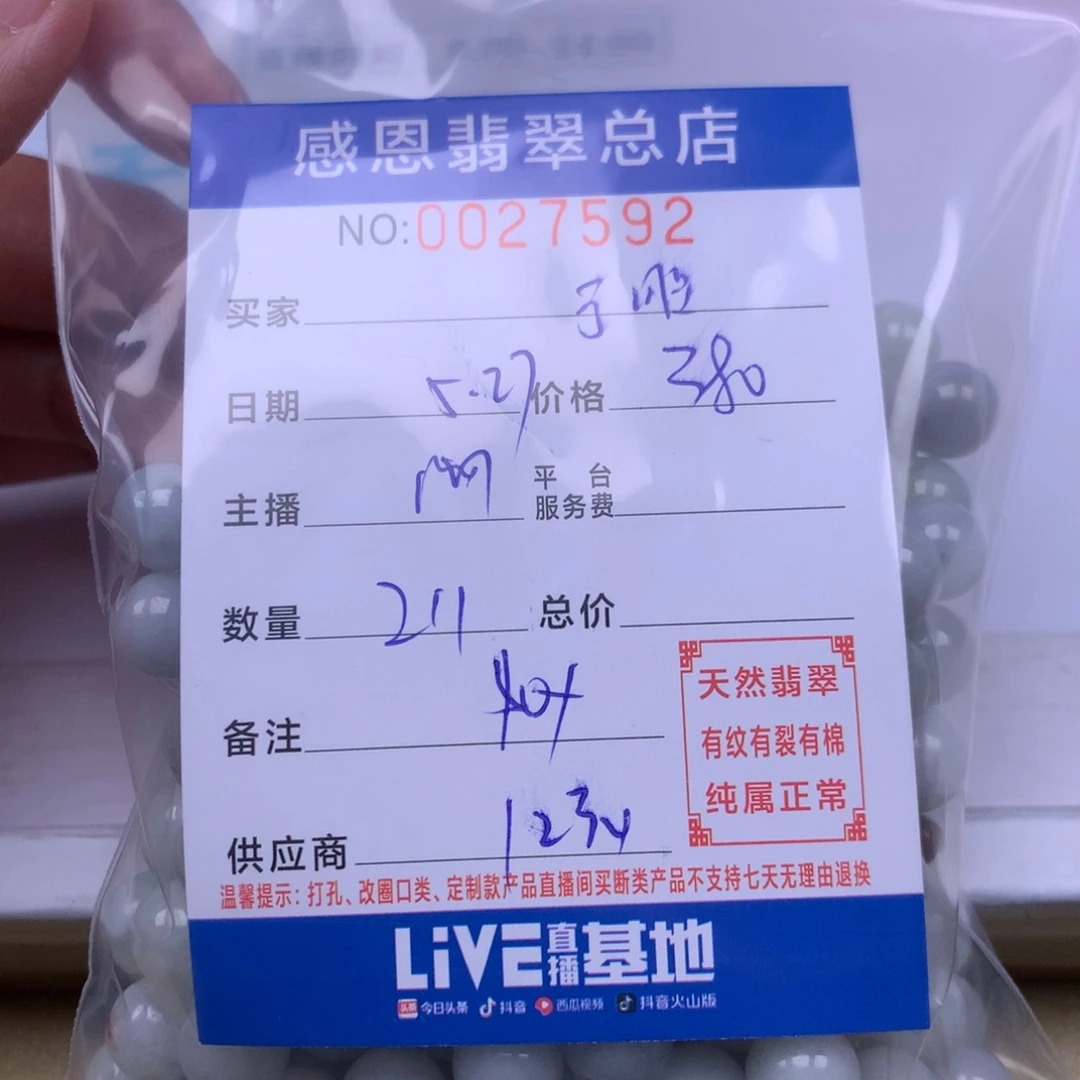 感恩翡翠总店
NO:0027592
买家
日期 5.27 价格 380
主播 平台服务费
数量 211 总价
备注 404
供应商 1234
天然翡翠
有纹有裂有棉
纯属正常
温馨提示：打孔、改圈口类、定制款产品直播间买断类产品不支持七天无理由退换
LiVE直播基地
头条 今日头条 抖音 西瓜视频 抖音火山版